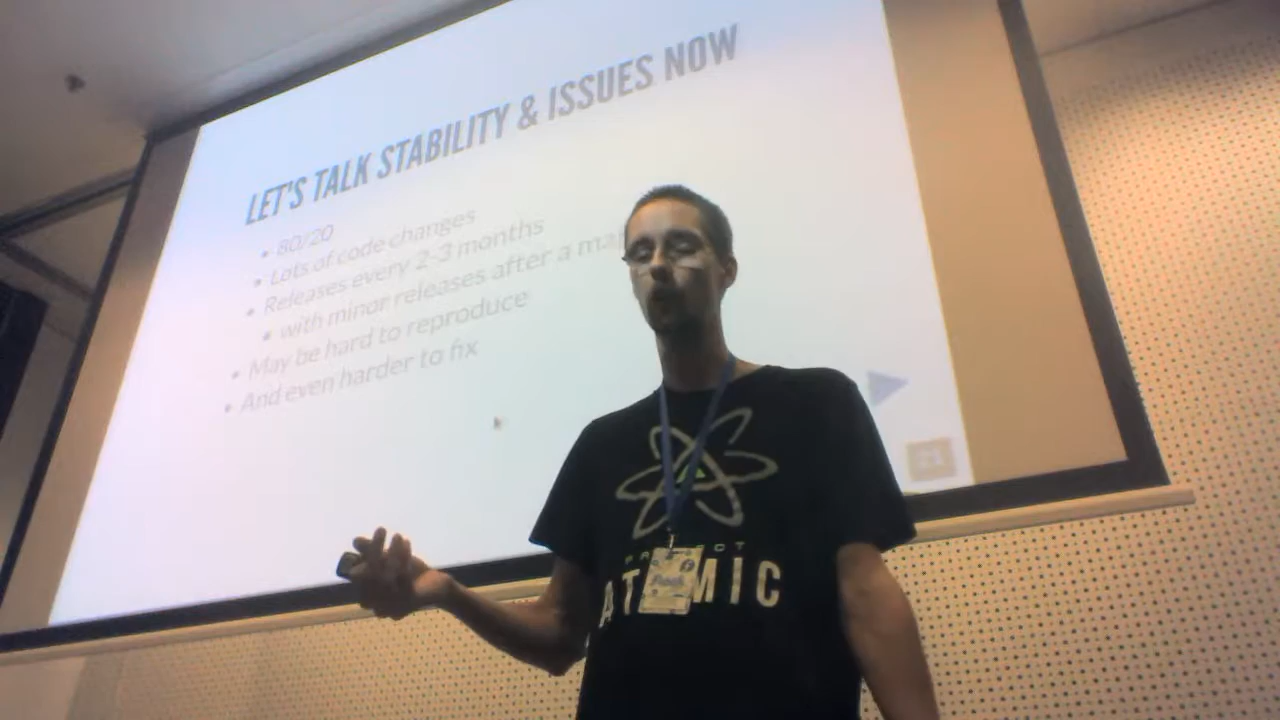 LET'S TALK STABILITY & ISSUES NOW
• 80/20
• Lots of code changes
• Releases every 2-3 months
• with minor releases after a
• May be hard to reproduce
• And even harder to fix
ATOMIC